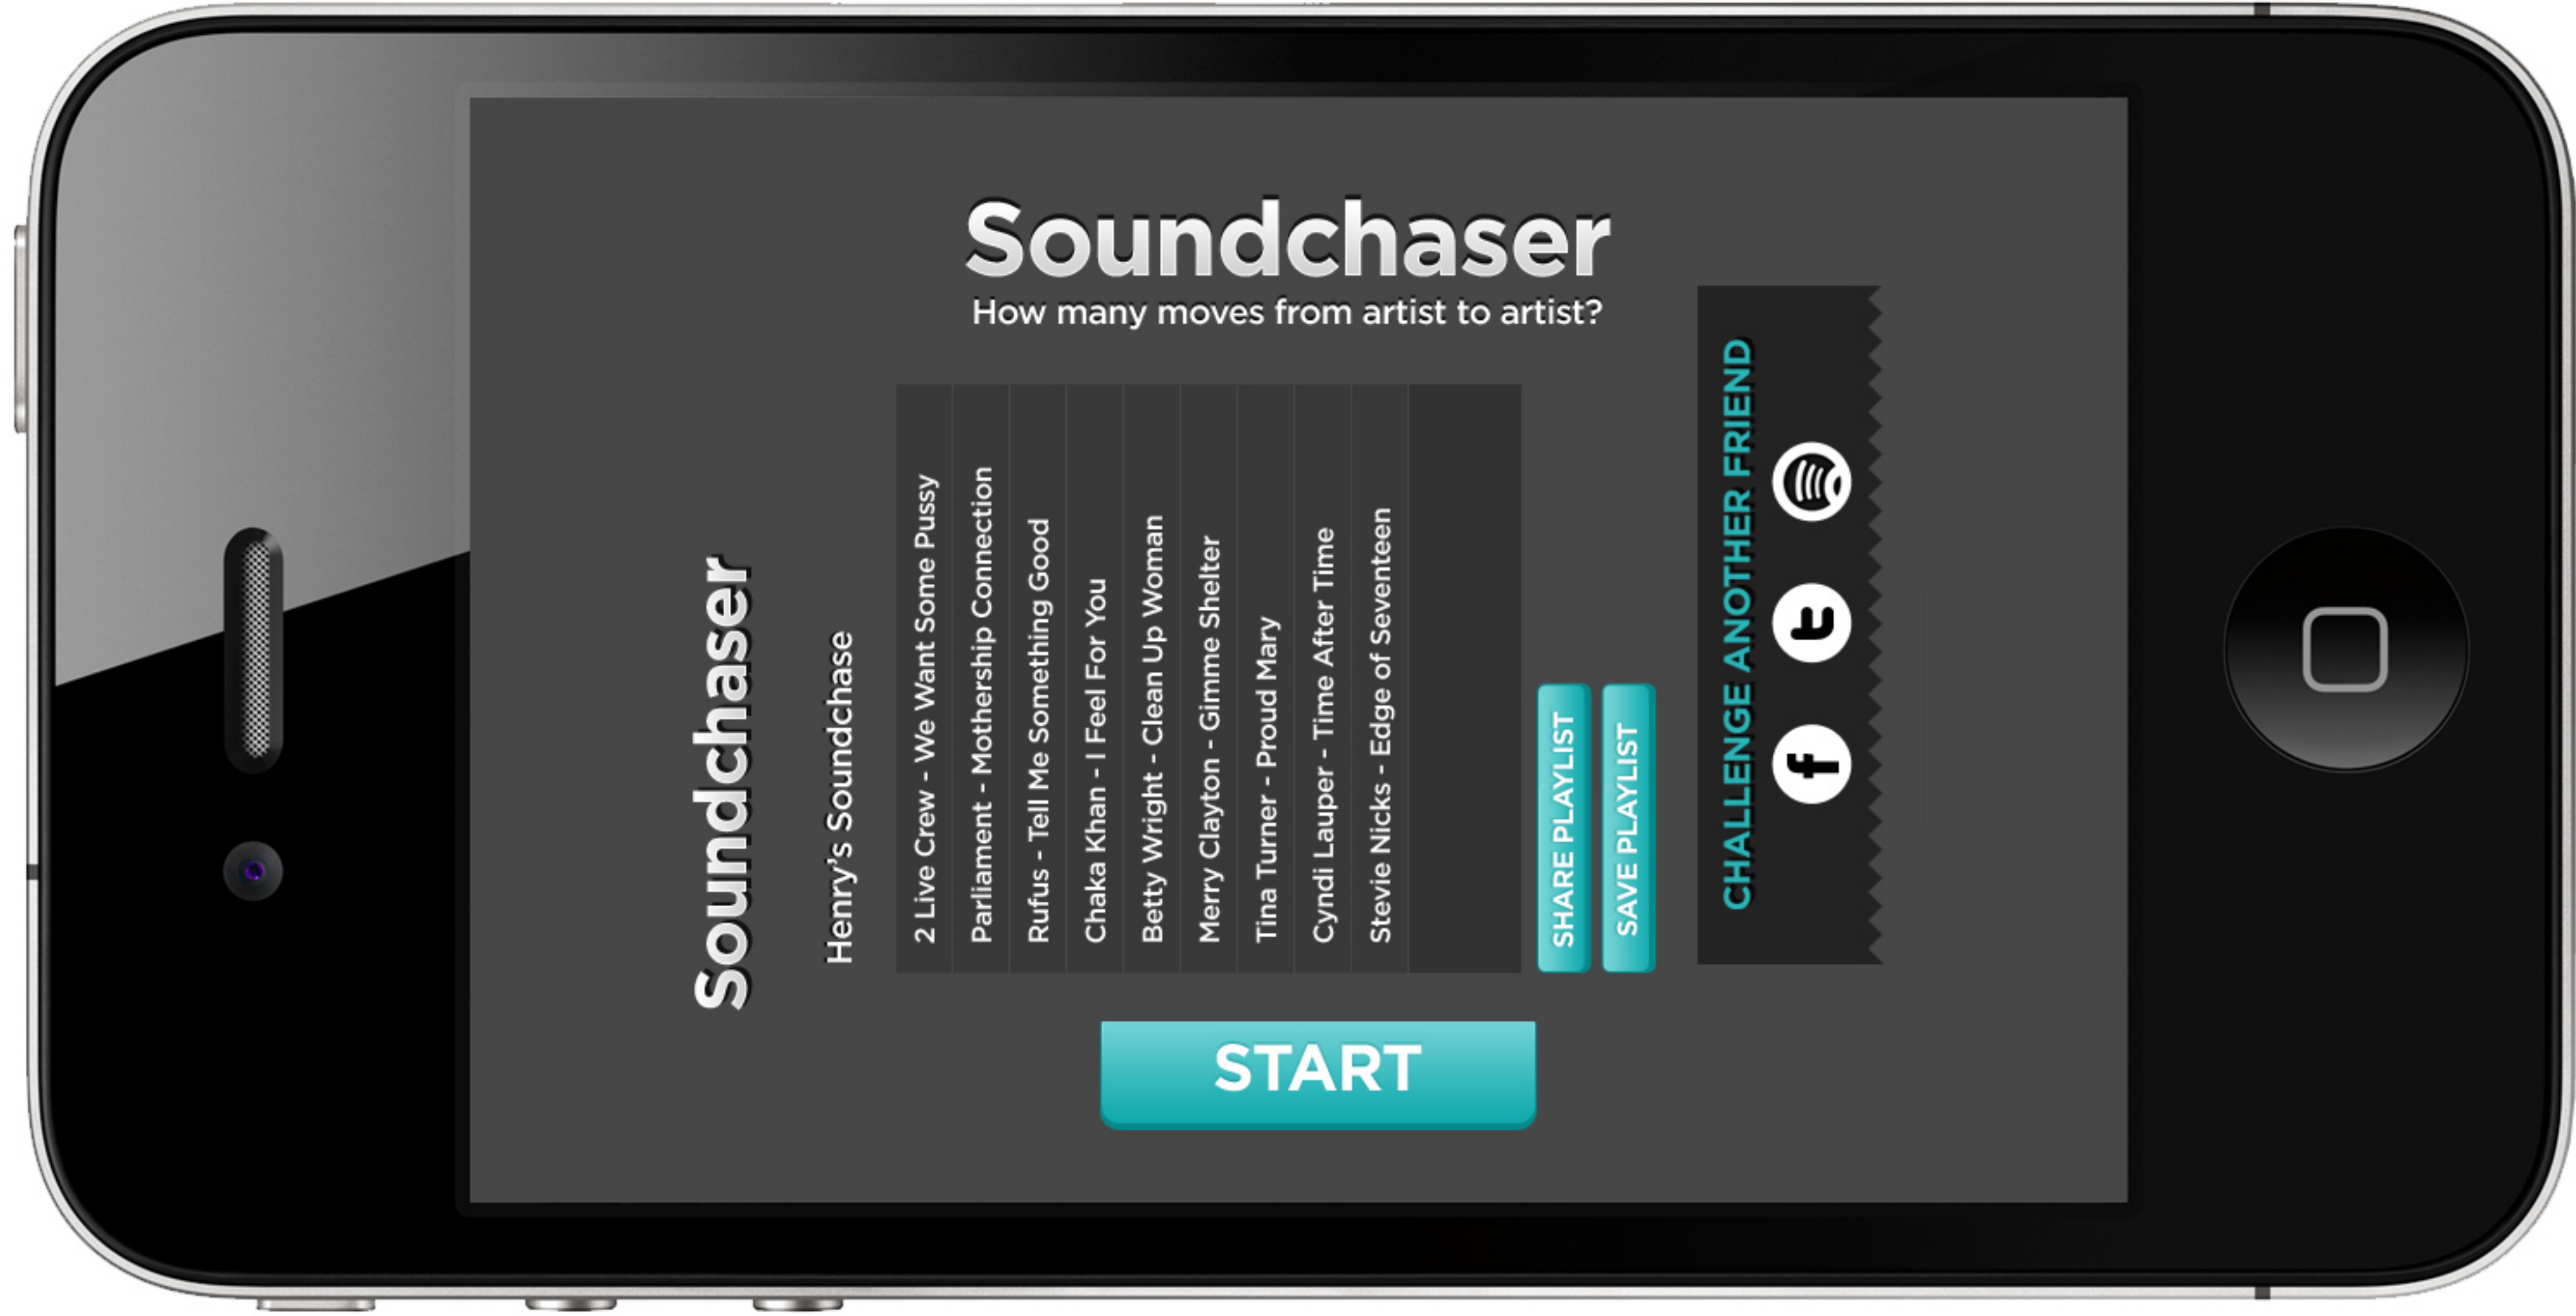 Soundchaser
How many moves from artist to artist?
START
Soundchaser
Henry's Soundchase
2 Live Crew - We Want Some Pussy
Parliament - Mothership Connection
Rufus - Tell Me Something Good
Chaka Khan - I Feel For You
Betty Wright - Clean Up Woman
Merry Clayton - Gimme Shelter
Tina Turner - Proud Mary
Cyndi Lauper - Time After Time
Stevie Nicks - Edge of Seventeen
SHARE PLAYLIST
SAVE PLAYLIST
CHALLENGE ANOTHER FRIEND